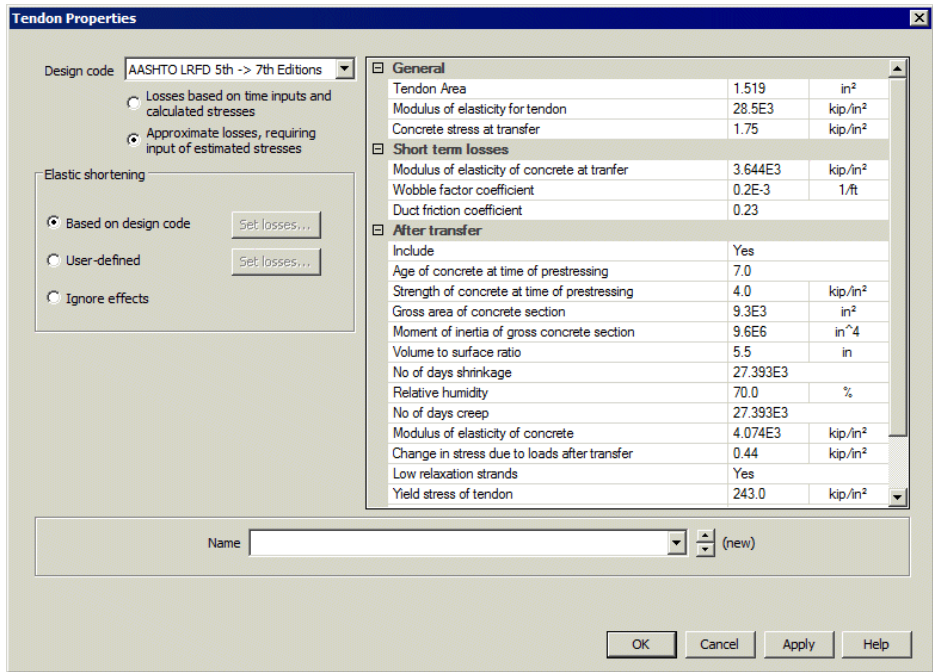 Tendon Properties
Design code AASHTO LRFD 5th -> 7th Editions
Losses based on time inputs and
calculated stresses
Approximate losses, requiring
input of estimated stresses
Elastic shortening
Based on design code Set losses...
User-defined Set losses...
Ignore effects
General
Tendon Area 1.519 in²
Modulus of elasticity for tendon 28.5E3 kip/in²
Concrete stress at transfer 1.75 kip/in²
Short term losses
Modulus of elasticity of concrete at tranfer 3.644E3 kip/in²
Wobble factor coefficient 0.2E-3 1/ft
Duct friction coefficient 0.23
After transfer
Include Yes
Age of concrete at time of prestressing 7.0
Strength of concrete at time of prestressing 4.0 kip/in²
Gross area of concrete section 9.3E3 in²
Moment of inertia of gross concrete section 9.6E6 in^4
Volume to surface ratio 5.5 in
No of days shrinkage 27.393E3
Relative humidity 70.0 %
No of days creep 27.393E3
Modulus of elasticity of concrete 4.074E3 kip/in²
Change in stress due to loads after transfer 0.44 kip/in²
Low relaxation strands Yes
Yield stress of tendon 243.0 kip/in²
Name (new)
OK Cancel Apply Help